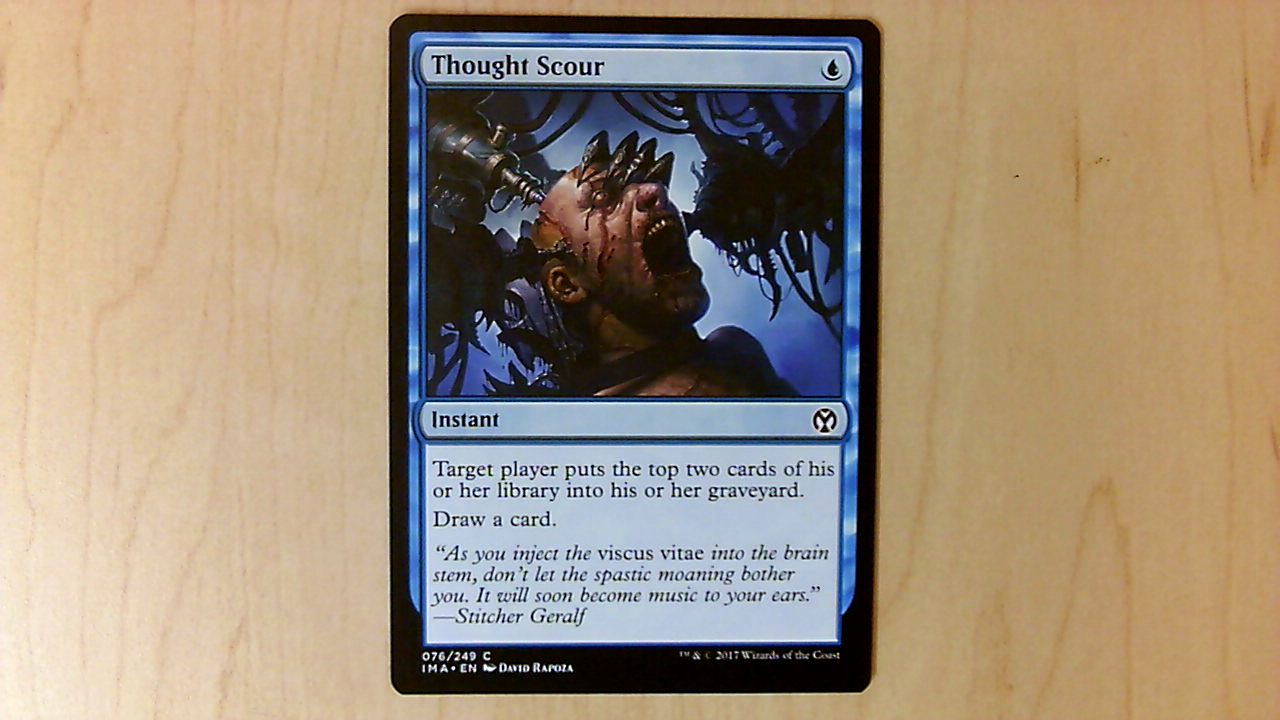 Thought Scour
Instant
Target player puts the top two cards of his
or her library into his or her graveyard.
Draw a card.
"As you inject the viscus vitae into the brain
stem, don't let the spastic moaning bother
you. It will soon become music to your ears."
—Stitcher Geralf
076/249 C
IMA • EN DAVID RAPOZA
™ & © 2017 Wizards of the Coast